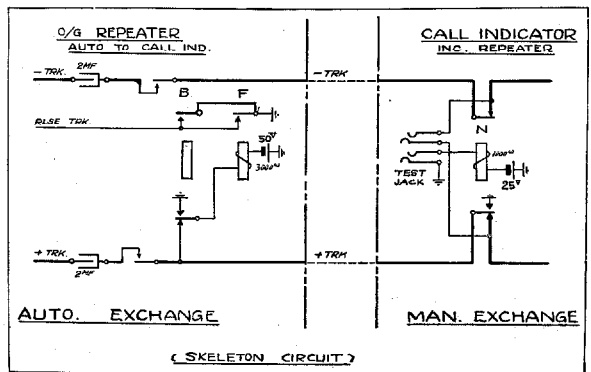 O/G REPEATER
AUTO TO CALL IND.
CALL INDICATOR
INC. REPEATER
-TRK.
2MF
-TRK
B
F
N
RLSE TRK.
50V
3000ω
1000ω
25V
TEST
JACK
+TRK.
2MF
+TRK
AUTO. EXCHANGE
MAN. EXCHANGE
(SKELETON CIRCUIT)